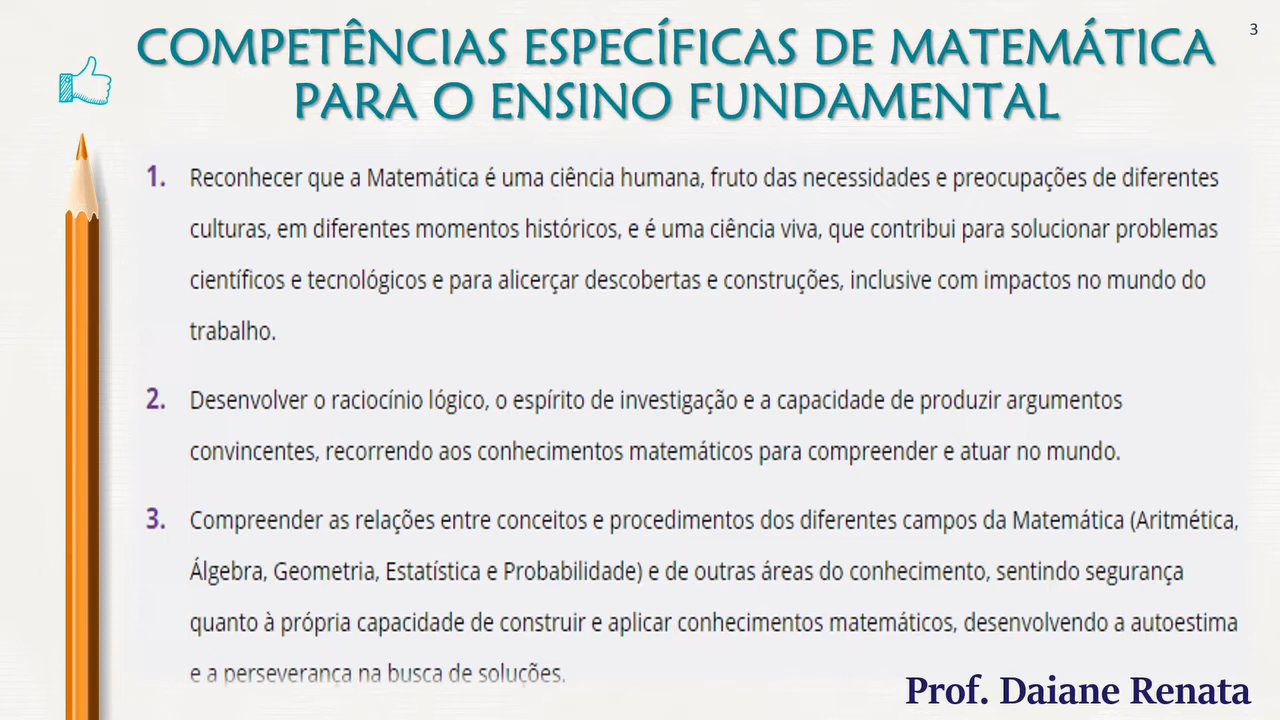 3
COMPETÊNCIAS ESPECÍFICAS DE MATEMÁTICA
PARA O ENSINO FUNDAMENTAL
1. Reconhecer que a Matemática é uma ciência humana, fruto das necessidades e preocupações de diferentes
culturas, em diferentes momentos históricos, e é uma ciência viva, que contribui para solucionar problemas
científicos e tecnológicos e para alicerçar descobertas e construções, inclusive com impactos no mundo do
trabalho.
2. Desenvolver o raciocínio lógico, o espírito de investigação e a capacidade de produzir argumentos
convincentes, recorrendo aos conhecimentos matemáticos para compreender e atuar no mundo.
3. Compreender as relações entre conceitos e procedimentos dos diferentes campos da Matemática (Aritmética,
Álgebra, Geometria, Estatística e Probabilidade) e de outras áreas do conhecimento, sentindo segurança
quanto à própria capacidade de construir e aplicar conhecimentos matemáticos, desenvolvendo a autoestima
e a perseverança na busca de soluções.
Prof. Daiane Renata